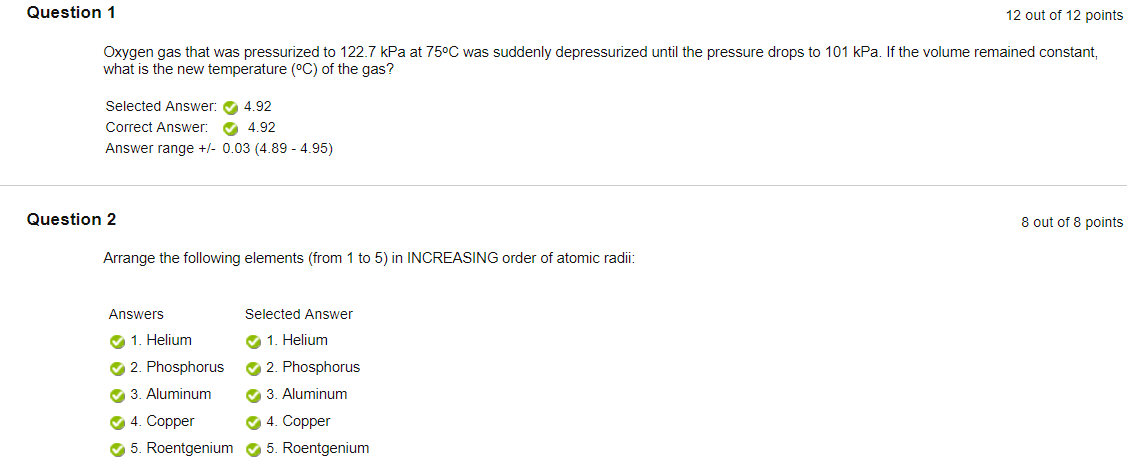 Question 1
12 out of 12 points
Oxygen gas that was pressurized to 122.7 kPa at 75ºC was suddenly depressurized until the pressure drops to 101 kPa. If the volume remained constant,
what is the new temperature (ºC) of the gas?
Selected Answer: 4.92
Correct Answer: 4.92
Answer range +/- 0.03 (4.89 - 4.95)
Question 2
8 out of 8 points
Arrange the following elements (from 1 to 5) in INCREASING order of atomic radii:
Answers Selected Answer
1. Helium 1. Helium
2. Phosphorus 2. Phosphorus
3. Aluminum 3. Aluminum
4. Copper 4. Copper
5. Roentgenium 5. Roentgenium